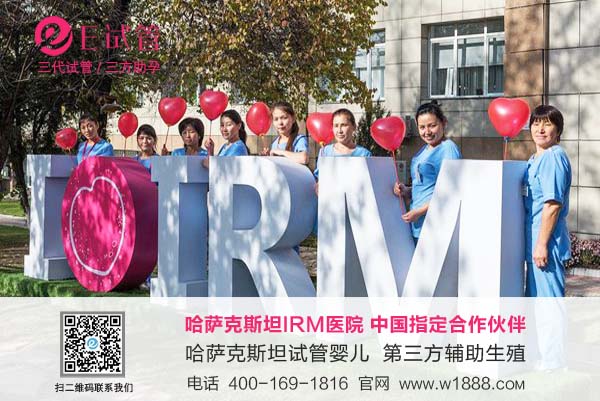 E试管
三代试管 / 三方助孕
I IRM
哈萨克斯坦IRM医院 中国指定合作伙伴
哈萨克斯坦试管婴儿 第三方辅助生殖
电话 400-169-1816 官网 www.w1888.com
扫二维码联系我们